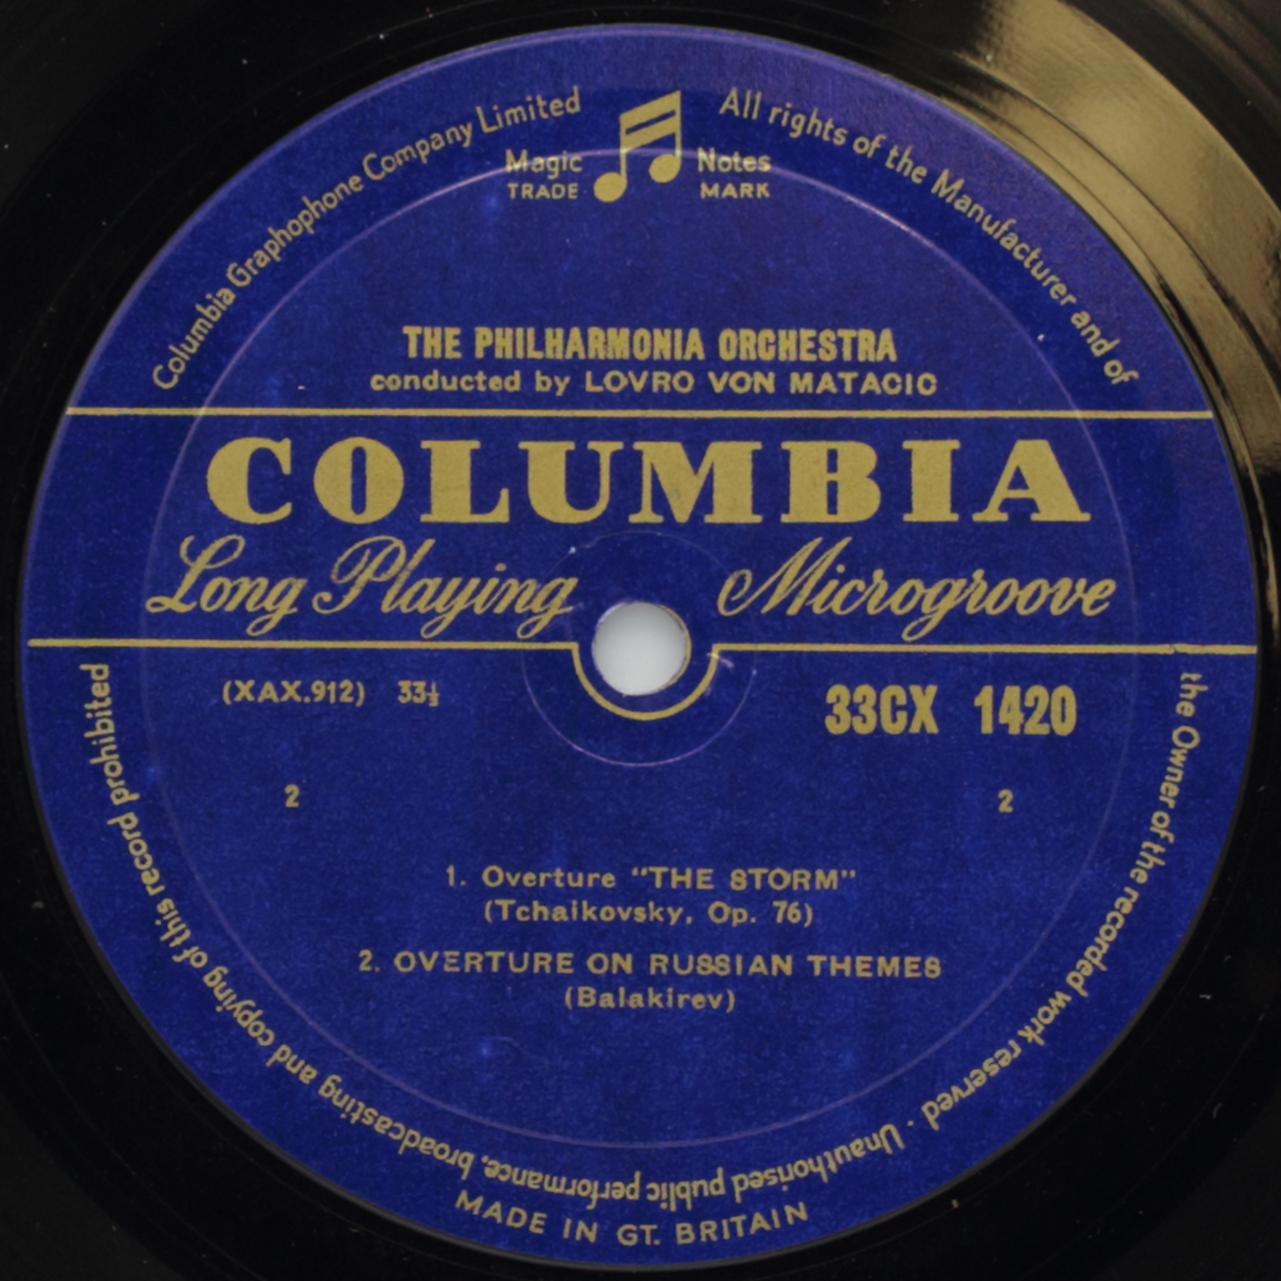 Columbia Graphophone Company Limited
All rights of the Manufacturer and of the Owner of the recorded work reserved · Unauthorised public performance, broadcasting and copying of this record prohibited
Magic Notes
TRADE MARK
THE PHILHARMONIA ORCHESTRA
conducted by LOVRO VON MATACIC
COLUMBIA
Long Playing Microgroove
(XAX.912) 33⅓ 33CX 1420
2 2
1. Overture "THE STORM"
(Tchaikovsky, Op. 76)
2. OVERTURE ON RUSSIAN THEMES
(Balakirev)
MADE IN GT. BRITAIN